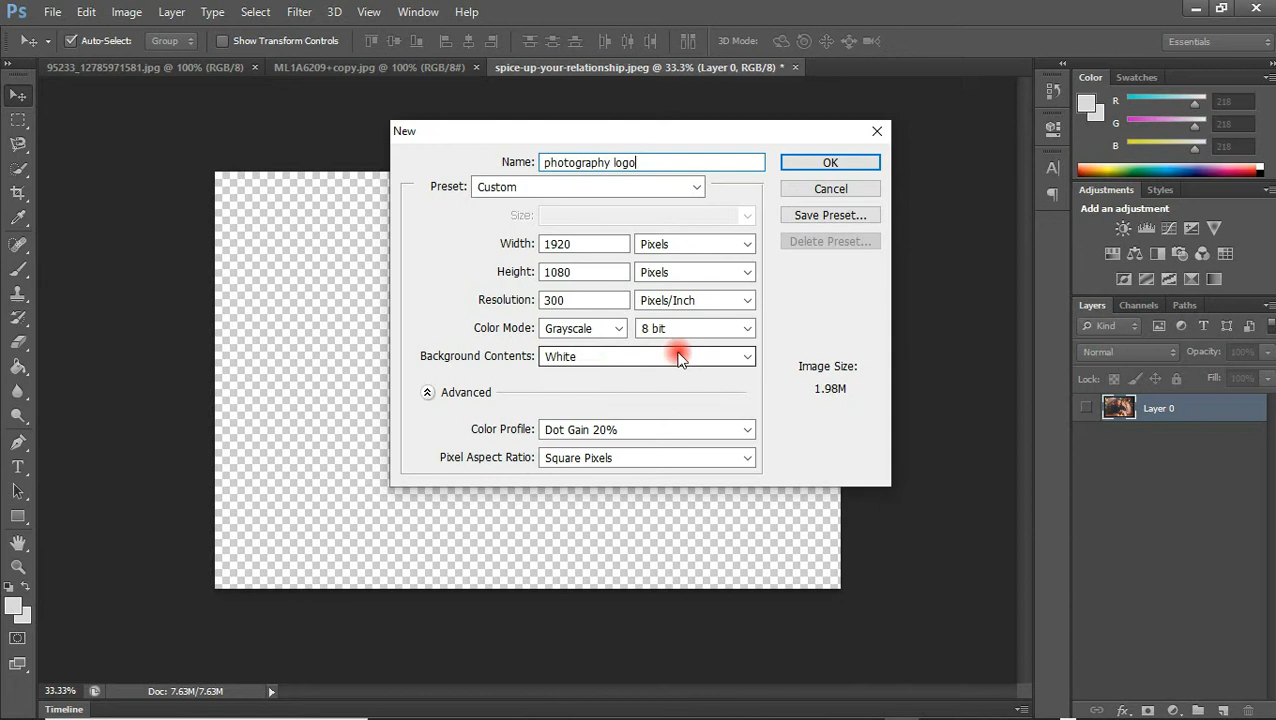 Ps File Edit Image Layer Type Select Filter 3D View Window Help
Auto-Select: Group Show Transform Controls 3D Mode: Essentials
95233_12785971581.jpg @ 100% (RGB/8) × ML1A6209+copy.jpg @ 100% (RGB/8#) × spice-up-your-relationship.jpeg @ 33.3% (Layer 0, RGB/8) * ×
Color Swatches
R 218
G 218
B 218
New
Name: photography logo OK
Preset: Custom Cancel
Size: Save Preset...
Width: 1920 Pixels Delete Preset...
Height: 1080 Pixels
Resolution: 300 Pixels/Inch
Color Mode: Grayscale 8 bit
Background Contents: White
Image Size:
1.98M
Advanced
Color Profile: Dot Gain 20%
Pixel Aspect Ratio: Square Pixels
Adjustments Styles
Add an adjustment
Layers Channels Paths
Kind
Normal Opacity: 100%
Lock: Fill: 100%
Layer 0
33.33% Doc: 7.63M/7.63M
Timeline